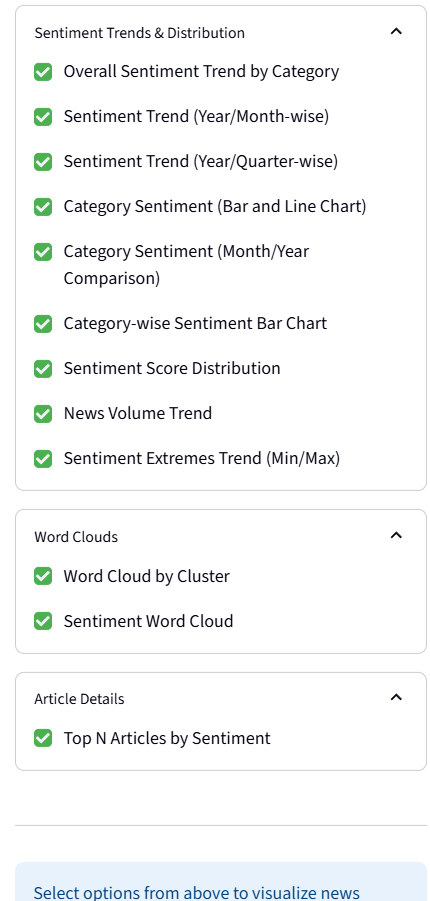 Sentiment Trends & Distribution
Overall Sentiment Trend by Category
Sentiment Trend (Year/Month-wise)
Sentiment Trend (Year/Quarter-wise)
Category Sentiment (Bar and Line Chart)
Category Sentiment (Month/Year
Comparison)
Category-wise Sentiment Bar Chart
Sentiment Score Distribution
News Volume Trend
Sentiment Extremes Trend (Min/Max)
Word Clouds
Word Cloud by Cluster
Sentiment Word Cloud
Article Details
Top N Articles by Sentiment
Select options from above to visualize news